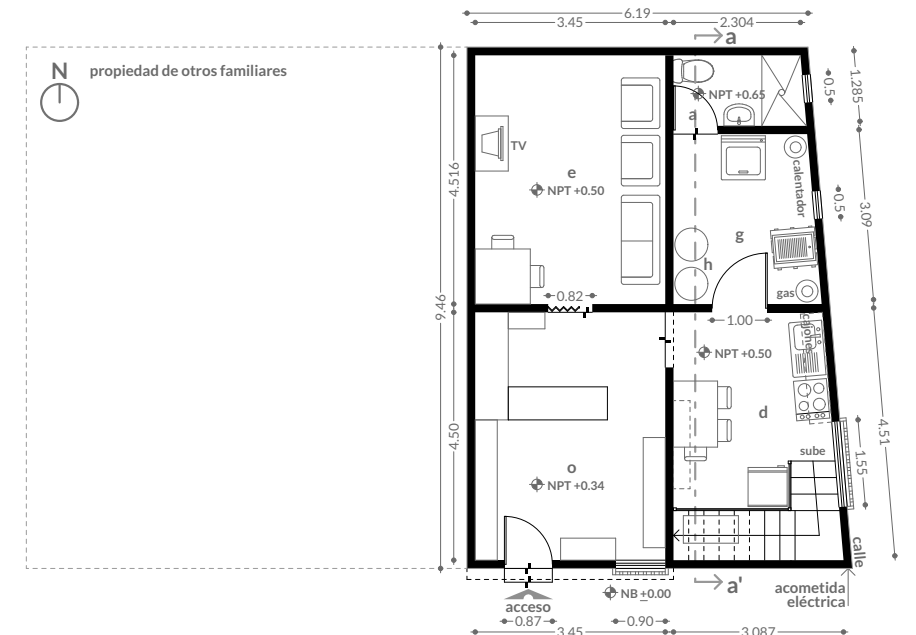 6.19
3.45
2.304
a
N
propiedad de otros familiares
1.285
0.5
NPT +0.65
a
TV
calentador
4.516
e
NPT +0.50
0.5
3.09
g
h
gas
9.46
0.82
1.00
cajones
NPT +0.50
d
4.50
4.51
sube
1.55
o
NPT +0.34
calle
a'
NB ±0.00
acometida
eléctrica
acceso
0.87
0.90
3.45
3.087